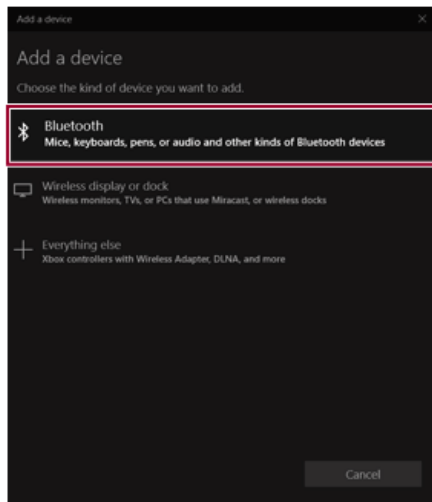 Add a device
Add a device
Choose the kind of device you want to add.
Bluetooth
Mice, keyboards, pens, or audio and other kinds of Bluetooth devices
Wireless display or dock
Wireless monitors, TVs, or PCs that use Miracast, or wireless docks
Everything else
Xbox controllers with Wireless Adapter, DLNA, and more
Cancel